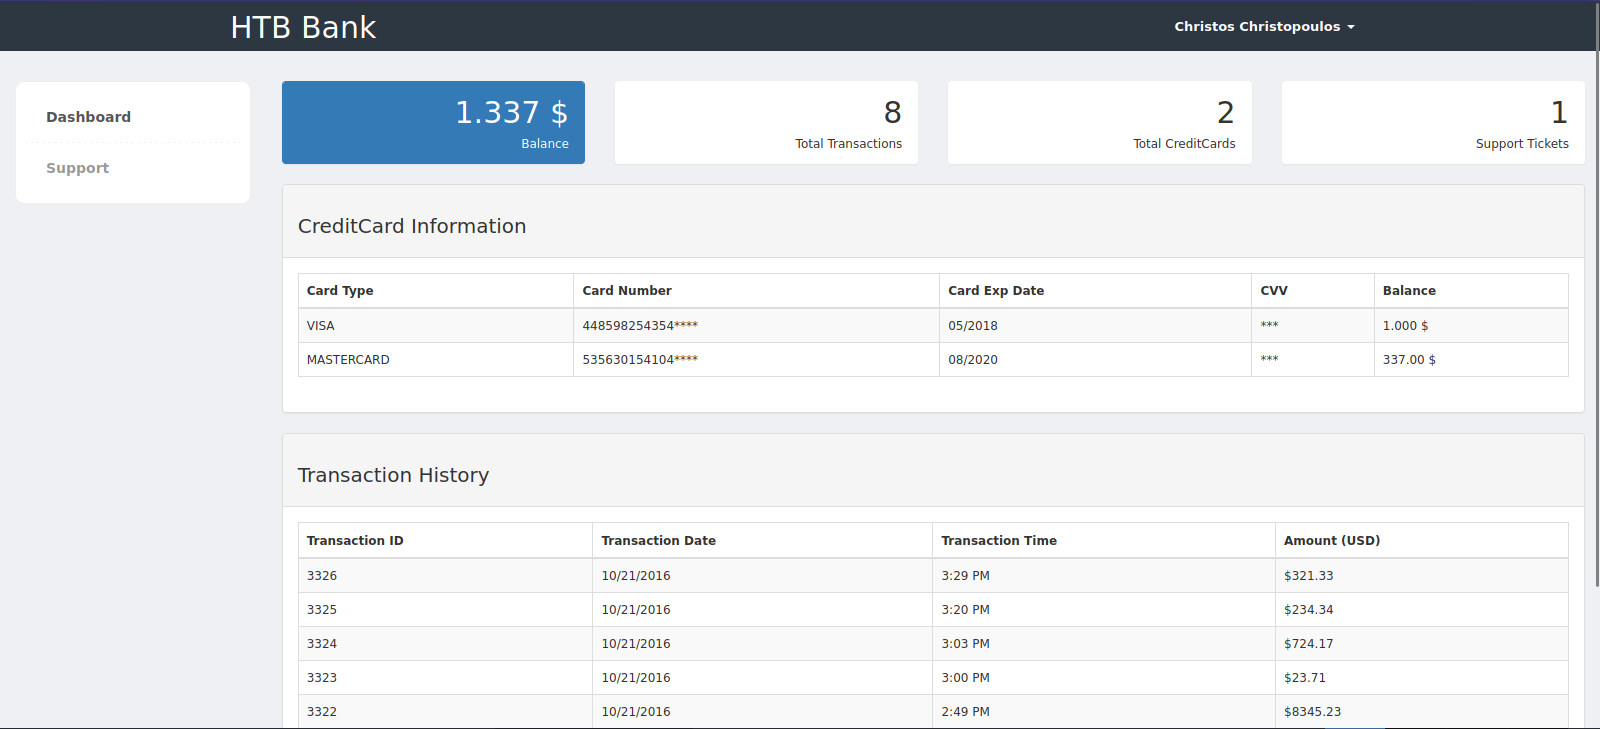 HTB Bank
Christos Christopoulos
Dashboard
Support
1.337 $
Balance
8
Total Transactions
2
Total CreditCards
1
Support Tickets
CreditCard Information
Card Type Card Number Card Exp Date CVV Balance
VISA 448598254354**** 05/2018 *** 1.000 $
MASTERCARD 535630154104**** 08/2020 *** 337.00 $
Transaction History
Transaction ID Transaction Date Transaction Time Amount (USD)
3326 10/21/2016 3:29 PM $321.33
3325 10/21/2016 3:20 PM $234.34
3324 10/21/2016 3:03 PM $724.17
3323 10/21/2016 3:00 PM $23.71
3322 10/21/2016 2:49 PM $8345.23